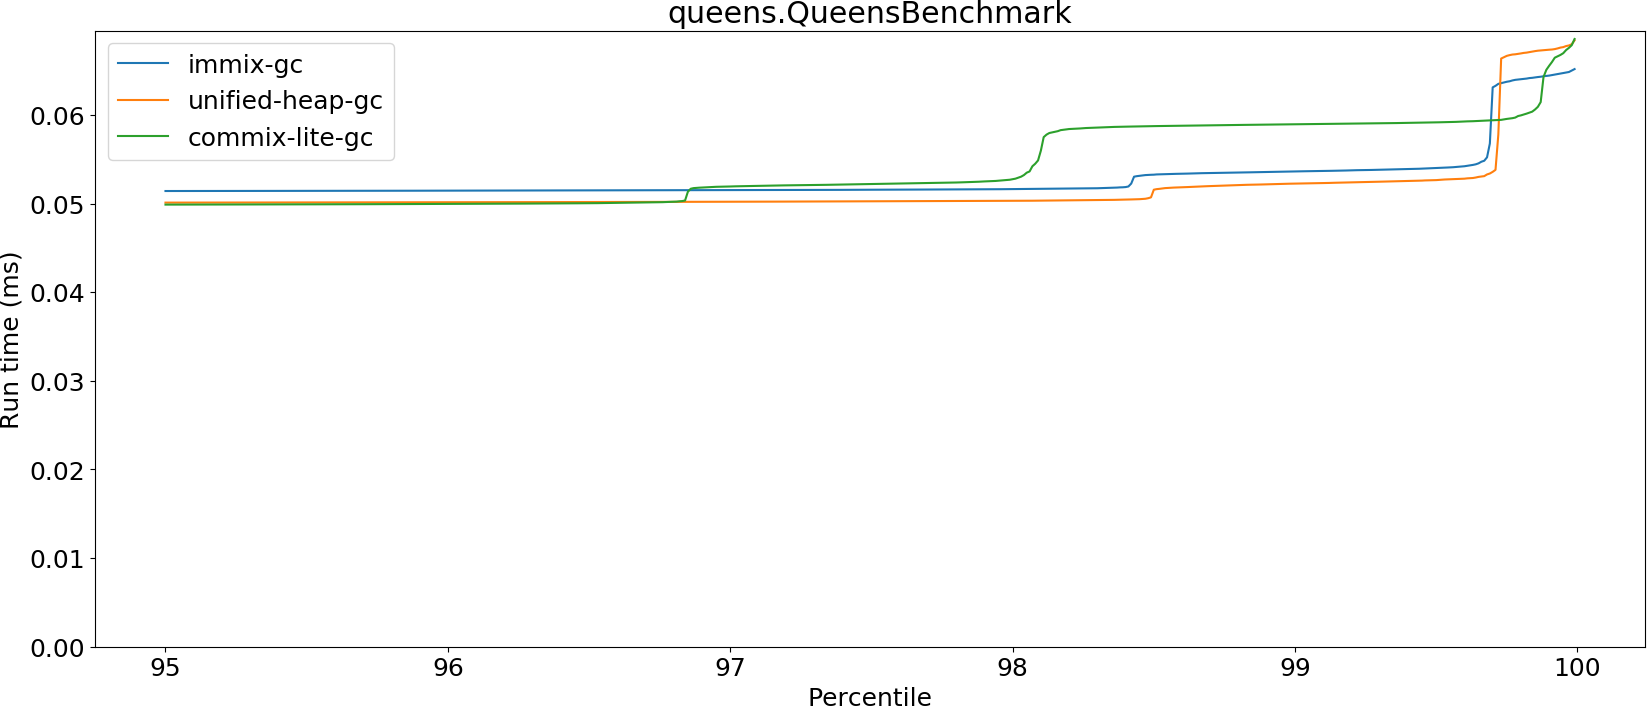 queens.QueensBenchmark
immix-gc
unified-heap-gc
commix-lite-gc
Run time (ms)
0.06
0.05
0.04
0.03
0.02
0.01
0.00
95 96 97 98 99 100
Percentile